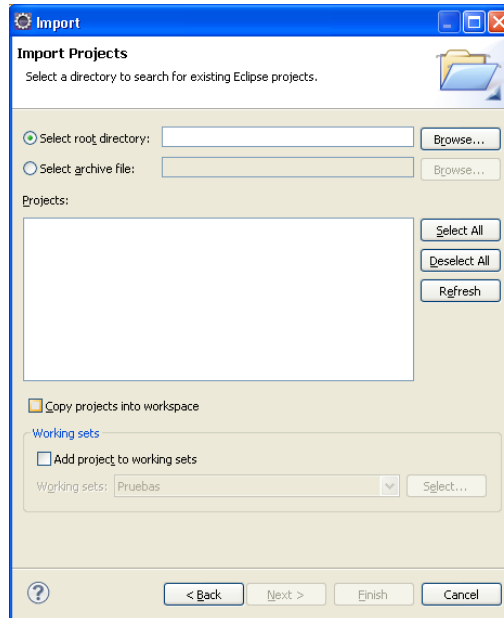 Import
Import Projects
Select a directory to search for existing Eclipse projects.
Select root directory:
Browse...
Select archive file:
Browse...
Projects:
Select All
Deselect All
Refresh
Copy projects into workspace
Working sets
Add project to working sets
Working sets: Pruebas
Select...
?
< Back
Next >
Finish
Cancel